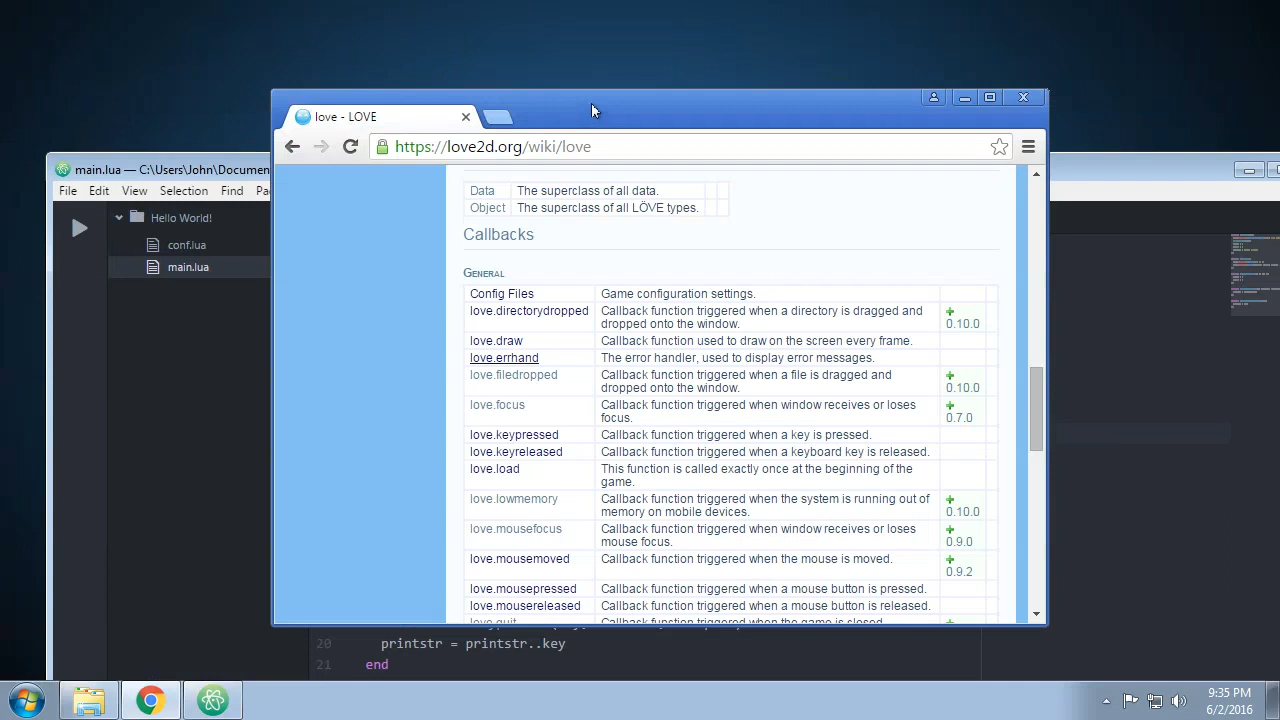 love - LOVE
https://love2d.org/wiki/love
main.lua — C:\Users\John\Documen
File Edit View Selection Find Pa
Hello World!
conf.lua
main.lua
Data The superclass of all data.
Object The superclass of all LÖVE types.
Callbacks
GENERAL
Config Files Game configuration settings.
love.directorydropped Callback function triggered when a directory is dragged and
dropped onto the window. 0.10.0
love.draw Callback function used to draw on the screen every frame.
love.errhand The error handler, used to display error messages.
love.filedropped Callback function triggered when a file is dragged and
dropped onto the window. 0.10.0
love.focus Callback function triggered when window receives or loses
focus. 0.7.0
love.keypressed Callback function triggered when a key is pressed.
love.keyreleased Callback function triggered when a keyboard key is released.
love.load This function is called exactly once at the beginning of the
game.
love.lowmemory Callback function triggered when the system is running out of
memory on mobile devices. 0.10.0
love.mousefocus Callback function triggered when window receives or loses
mouse focus. 0.9.0
love.mousemoved Callback function triggered when the mouse is moved.
0.9.2
love.mousepressed Callback function triggered when a mouse button is pressed.
love.mousereleased Callback function triggered when a mouse button is released.
love.quit Callback function triggered when the game is closed.
20 printstr = printstr..key
21 end
9:35 PM
6/2/2016